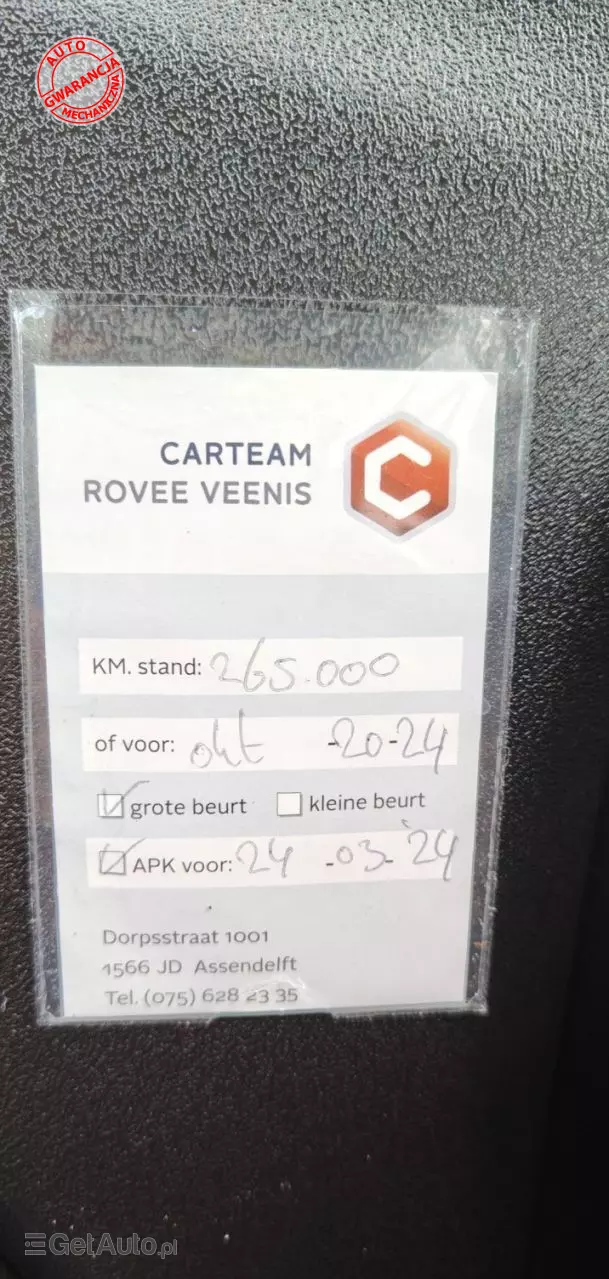 AUTO
GWARANCJA
MECHANICZNA
CARTEAM
ROVEE VEENIS
KM. stand: 265.000
of voor: okt -20-24
grote beurt kleine beurt
APK voor: 24 -03- '24
Dorpsstraat 1001
1566 JD Assendelft
Tel. (075) 628 23 35
GetAuto.pl